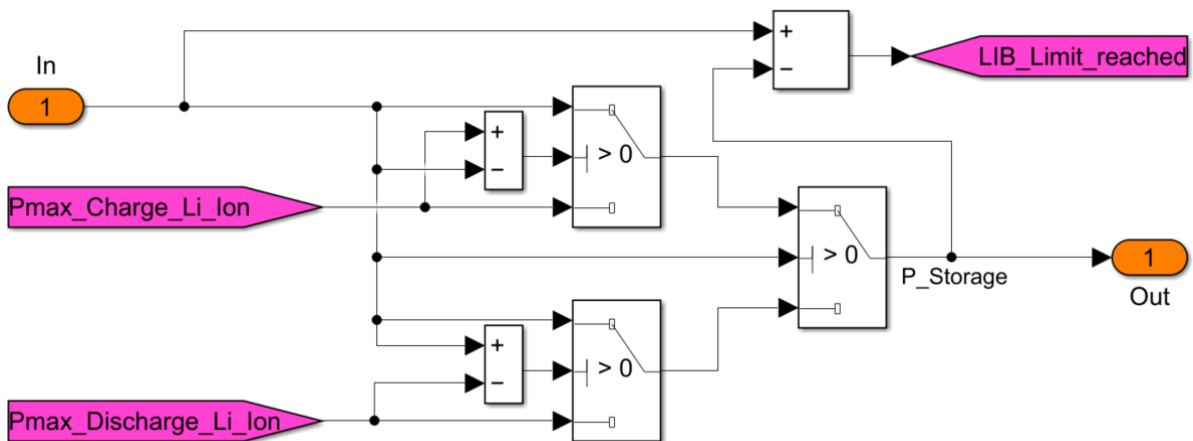 +
−
LIB_Limit_reached
In
1
+
−
> 0
Pmax_Charge_Li_Ion
> 0
P_Storage
1
Out
+
−
> 0
Pmax_Discharge_Li_Ion